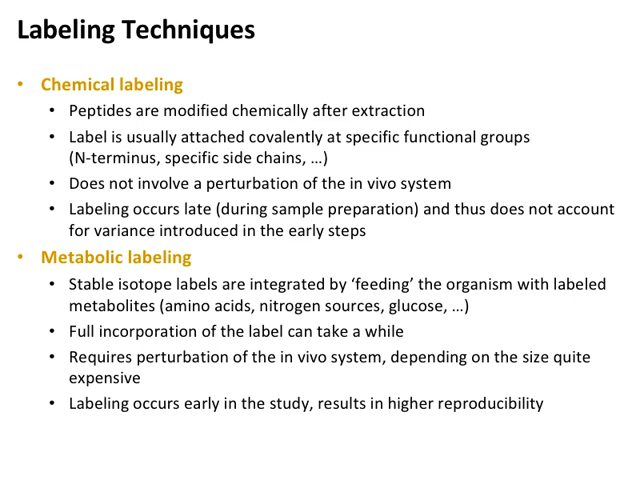 Labeling Techniques
• Chemical labeling
• Peptides are modified chemically after extraction
• Label is usually attached covalently at specific functional groups
(N-terminus, specific side chains, …)
• Does not involve a perturbation of the in vivo system
• Labeling occurs late (during sample preparation) and thus does not account
for variance introduced in the early steps
• Metabolic labeling
• Stable isotope labels are integrated by ‘feeding’ the organism with labeled
metabolites (amino acids, nitrogen sources, glucose, …)
• Full incorporation of the label can take a while
• Requires perturbation of the in vivo system, depending on the size quite
expensive
• Labeling occurs early in the study, results in higher reproducibility